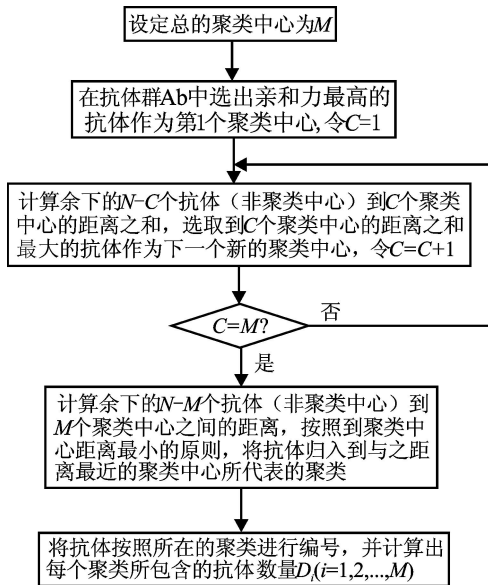 设定总的聚类中心为M
在抗体群Ab中选出亲和力最高的
抗体作为第1个聚类中心,令C=1
计算余下的N-C个抗体（非聚类中心）到C个聚类
中心的距离之和，选取到C个聚类中心的距离之和
最大的抗体作为下一个新的聚类中心，令C=C+1
C=M?
否
是
计算余下的N-M个抗体（非聚类中心）到
M个聚类中心之间的距离，按照到聚类中
心距离最小的原则，将抗体归入到与之距
离最近的聚类中心所代表的聚类
将抗体按照所在的聚类进行编号，并计算出
每个聚类所包含的抗体数量Di(i=1,2,...,M)